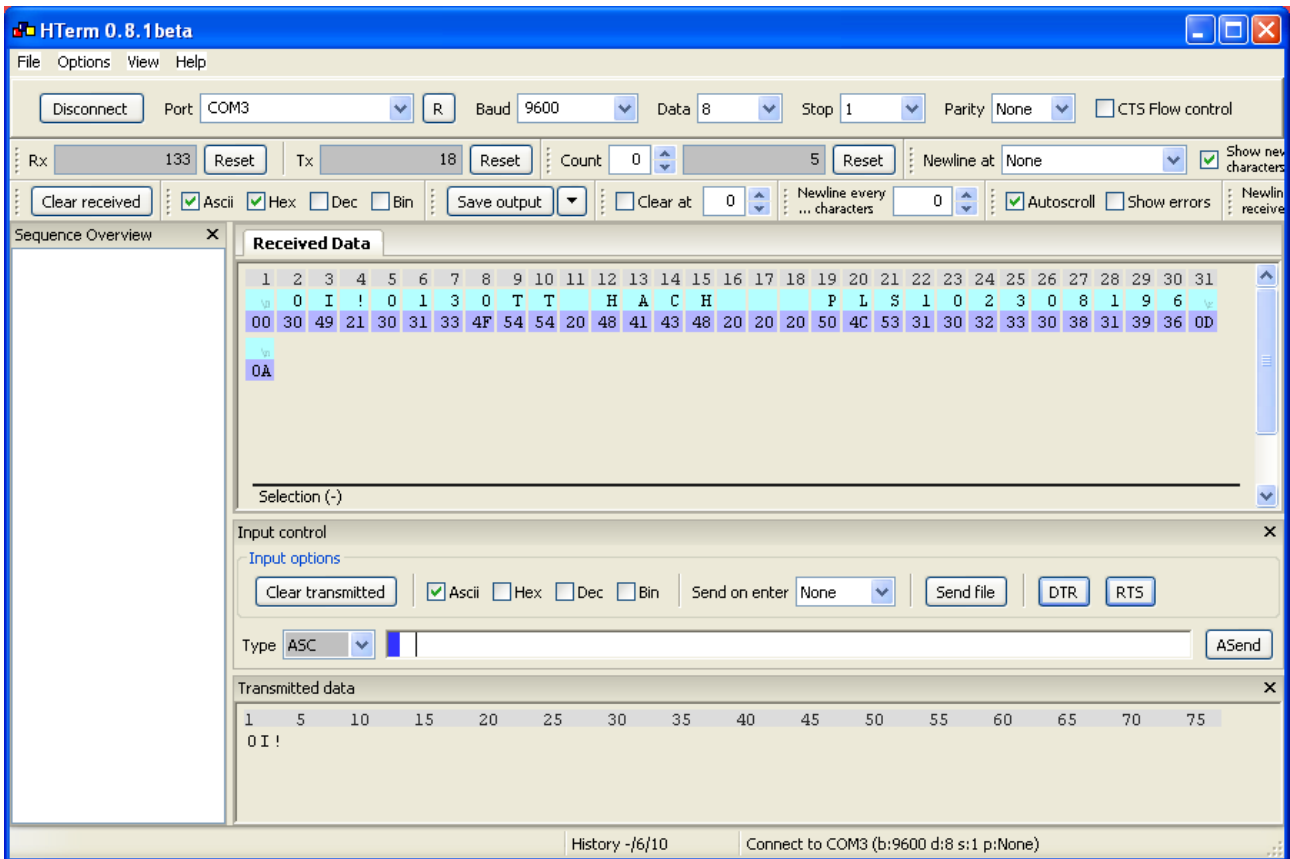 HTerm 0.8.1beta
File Options View Help
Disconnect Port COM3 R Baud 9600 Data 8 Stop 1 Parity None CTS Flow control
Rx 133 Reset Tx 18 Reset Count 0 5 Reset Newline at None Show new characters
Clear received Ascii Hex Dec Bin Save output Clear at 0 Newline every ... characters 0 Autoscroll Show errors Newlin receive
Sequence Overview
Received Data
1 2 3 4 5 6 7 8 9 10 11 12 13 14 15 16 17 18 19 20 21 22 23 24 25 26 27 28 29 30 31
\n 0 I ! 0 1 3 O T T H A C H P L S 1 0 2 3 0 8 1 9 6 \r
00 30 49 21 30 31 33 4F 54 54 20 48 41 43 48 20 20 20 50 4C 53 31 30 32 33 30 38 31 39 36 0D
\n
0A
Selection (-)
Input control
Input options
Clear transmitted Ascii Hex Dec Bin Send on enter None Send file DTR RTS
Type ASC ASend
Transmitted data
1 5 10 15 20 25 30 35 40 45 50 55 60 65 70 75
0I!
History -/6/10 Connect to COM3 (b:9600 d:8 s:1 p:None)